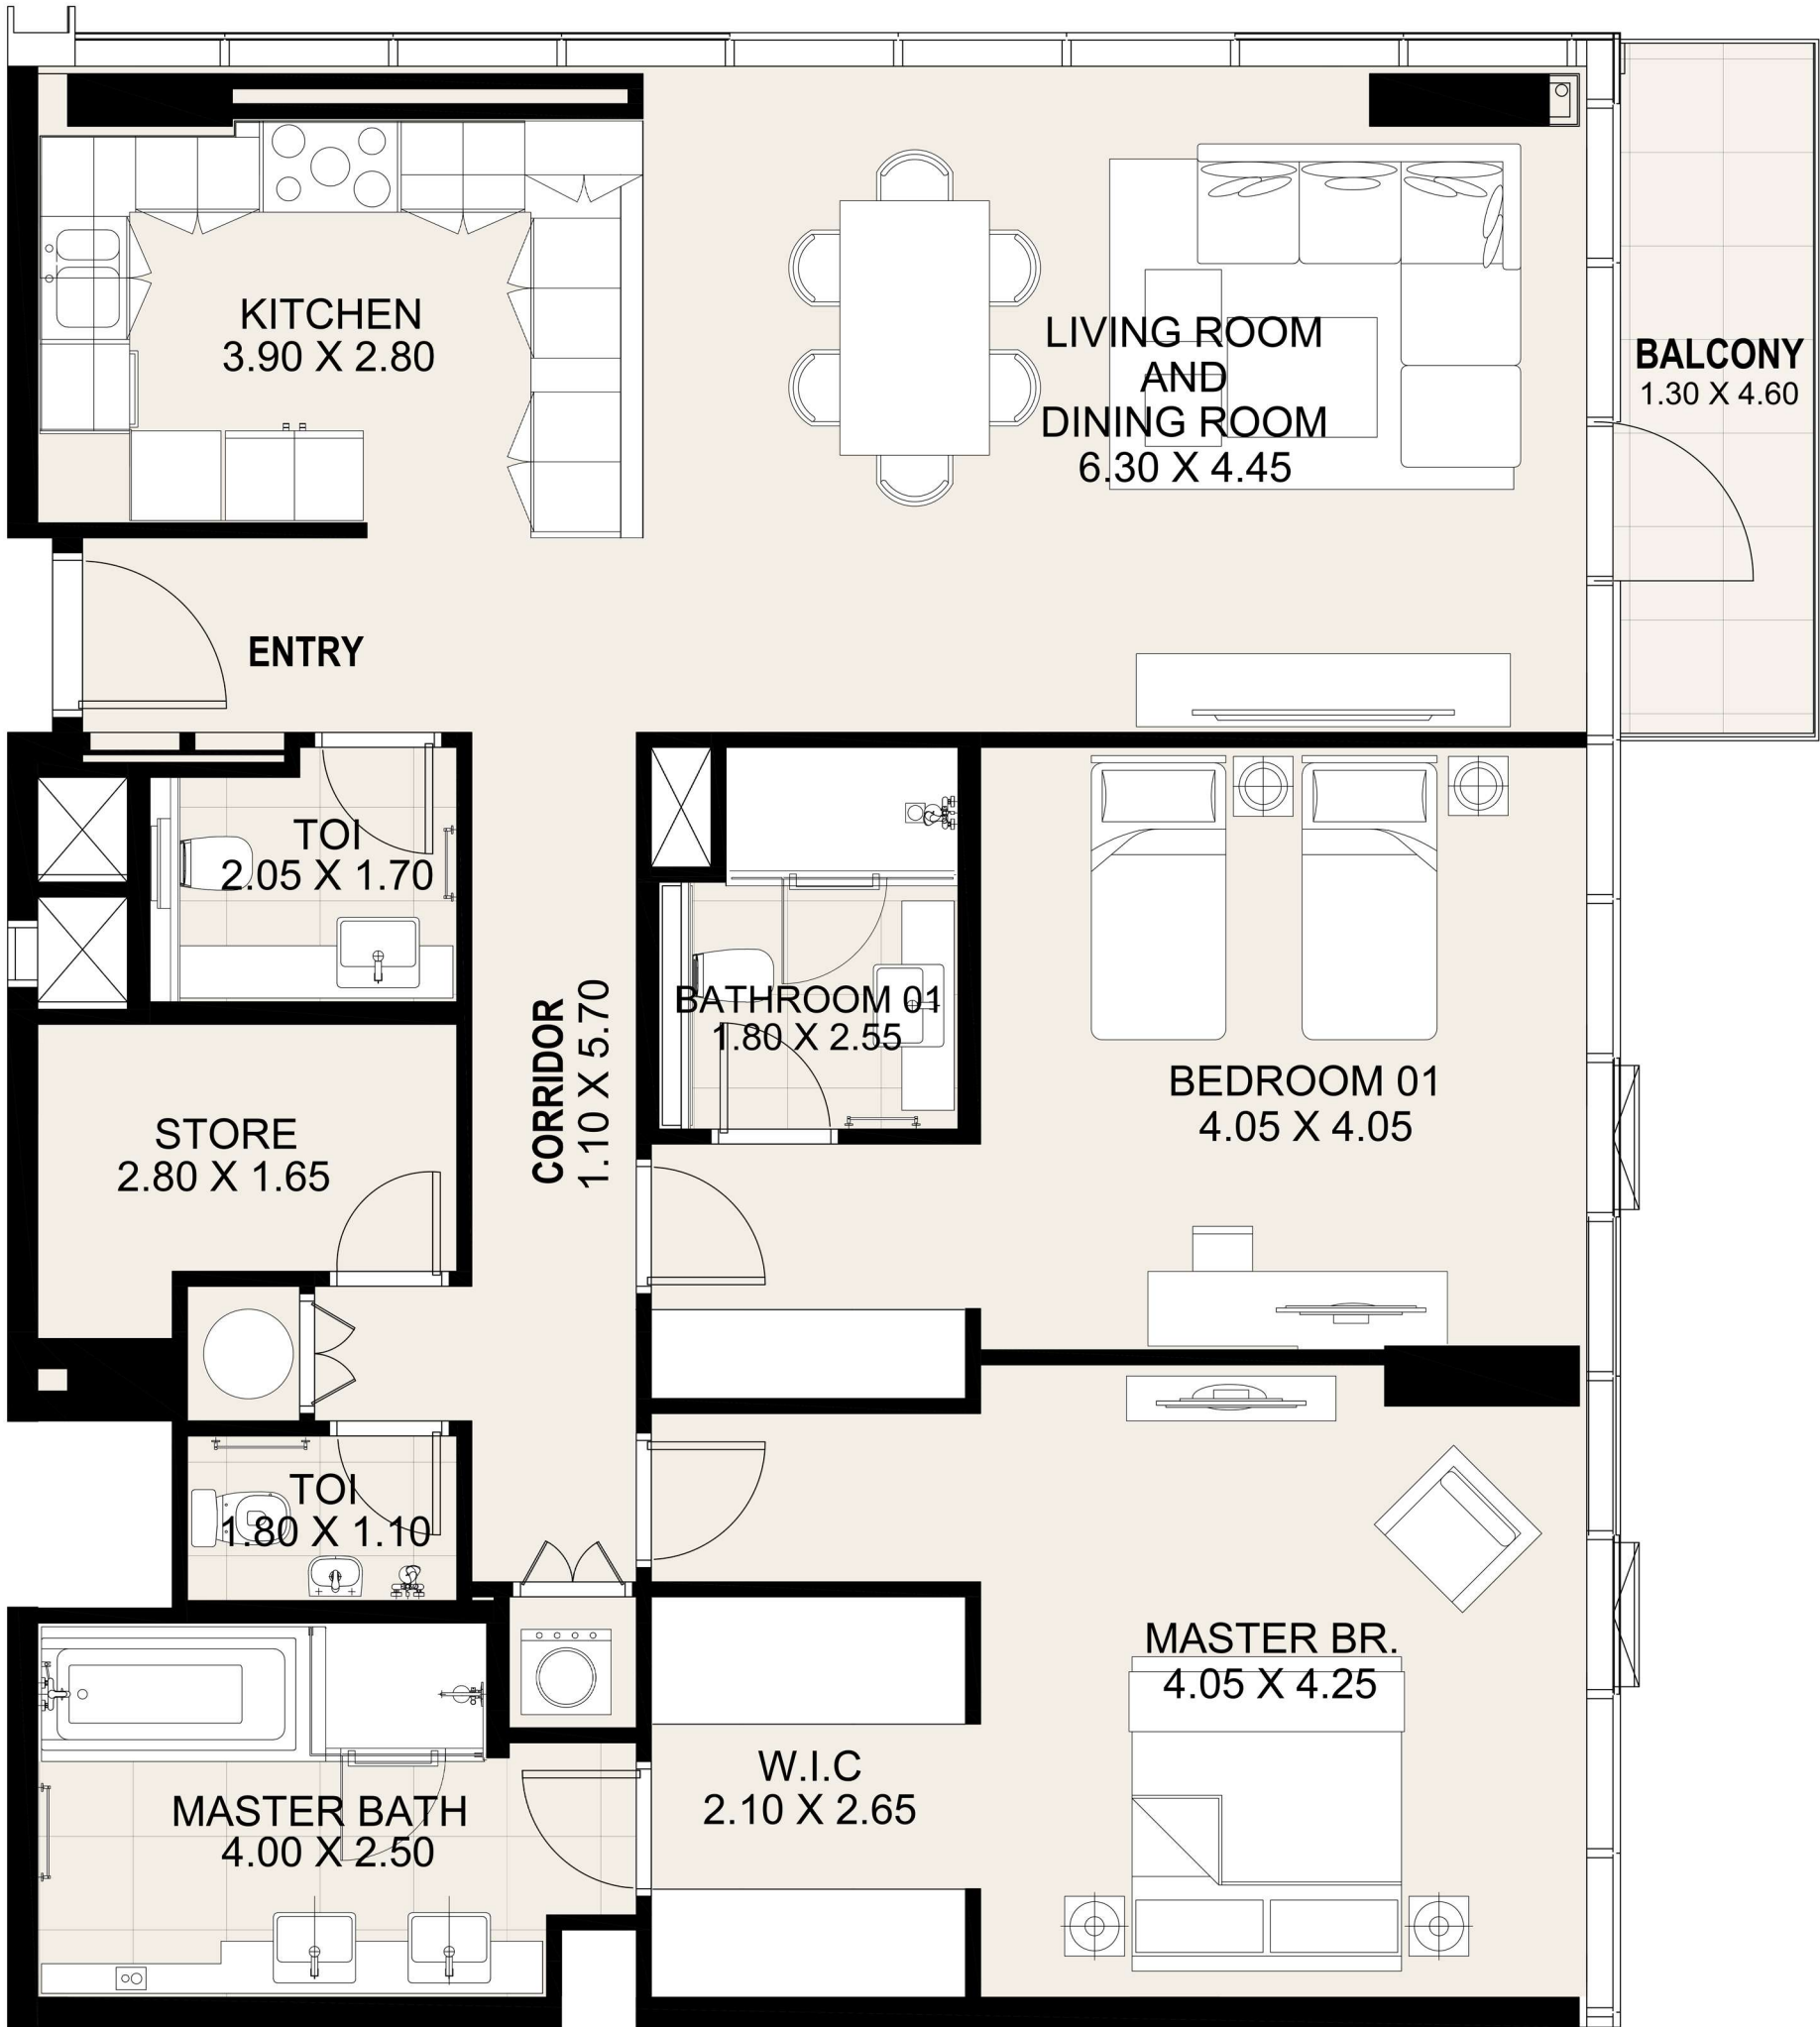 KITCHEN
3.90 X 2.80
LIVING ROOM
AND
DINING ROOM
6.30 X 4.45
BALCONY
1.30 X 4.60
ENTRY
TOI
2.05 X 1.70
CORRIDOR
1.10 X 5.70
BATHROOM 01
1.80 X 2.55
BEDROOM 01
4.05 X 4.05
STORE
2.80 X 1.65
TOI
1.80 X 1.10
MASTER BR.
4.05 X 4.25
W.I.C
2.10 X 2.65
MASTER BATH
4.00 X 2.50